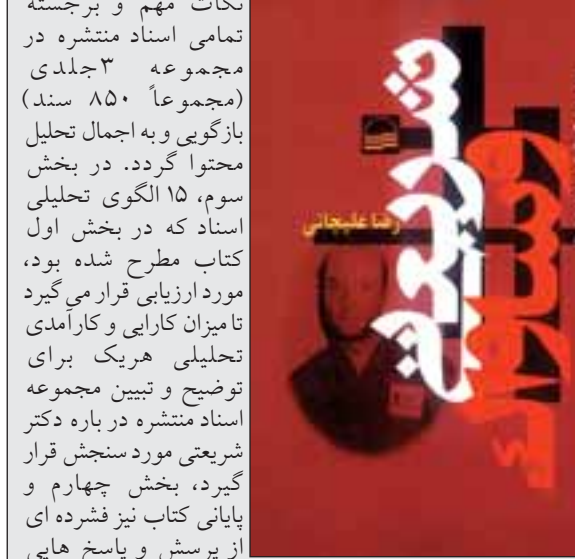 نکات مهم و برجسته
تمامی اسناد منتشره در
مجموعه ۳جلدی
(مجموعاً ۸۵۰ سند)
بازگویی و به اجمال تحلیل
محتوا گردد. در بخش
سوم، ۱۵ الگوی تحلیلی
اسناد که در بخش اول
کتاب مطرح شده بود،
مورد ارزیابی قرار می گیرد
تا میزان کارایی و کارآمدی
تحلیلی هریک برای
توضیح و تبیین مجموعه
اسناد منتشره در باره دکتر
شریعتی مورد سنجش قرار
گیرد، بخش چهارم و
پایانی کتاب نیز فشرده ای
از پرسش و پاسخ هایی
شریعتی
و ساواک
رضا علیجانی